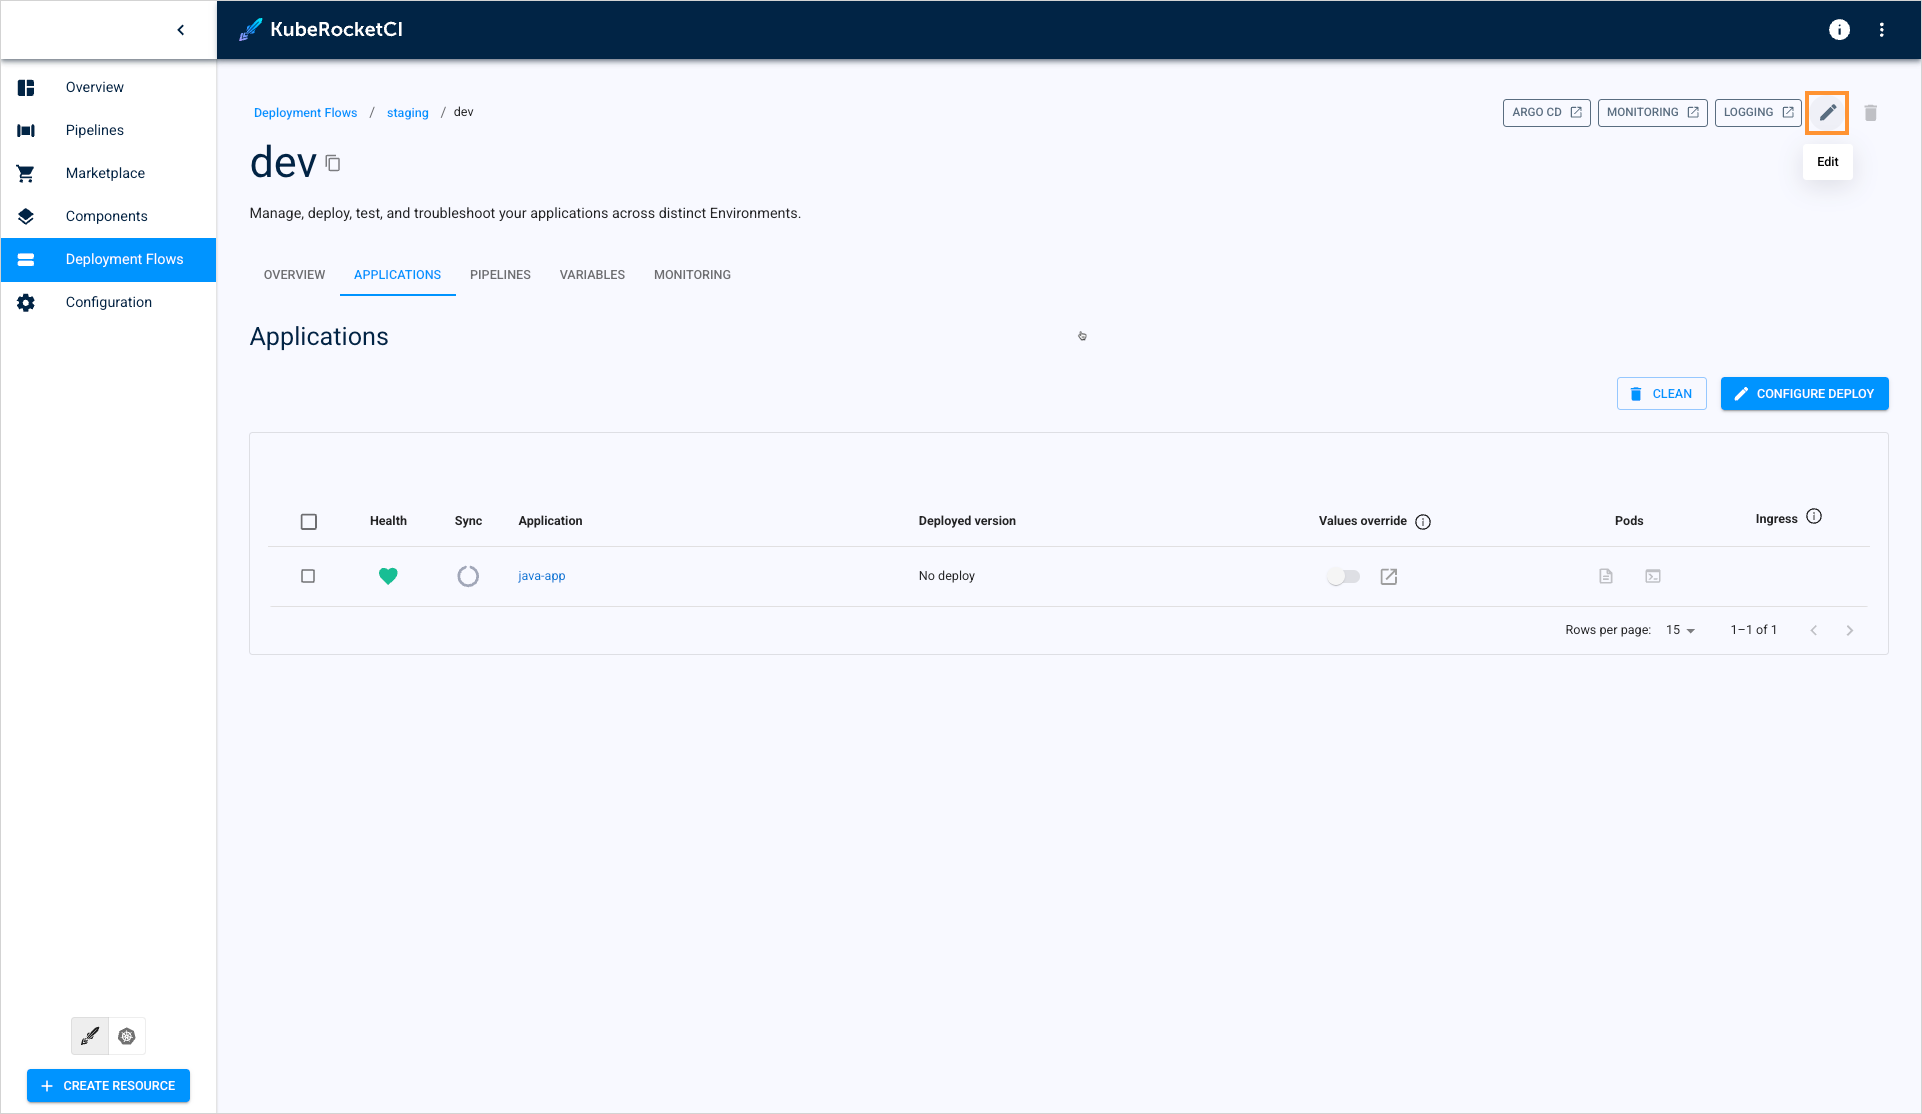 KubeRocketCI
Overview
Pipelines
Marketplace
Components
Deployment Flows
Configuration
CREATE RESOURCE
Deployment Flows / staging / dev
ARGO CD
MONITORING
LOGGING
Edit
dev
Manage, deploy, test, and troubleshoot your applications across distinct Environments.
OVERVIEW APPLICATIONS PIPELINES VARIABLES MONITORING
Applications
CLEAN
CONFIGURE DEPLOY
Health Sync Application Deployed version Values override Pods Ingress
java-app No deploy
Rows per page: 15 1–1 of 1